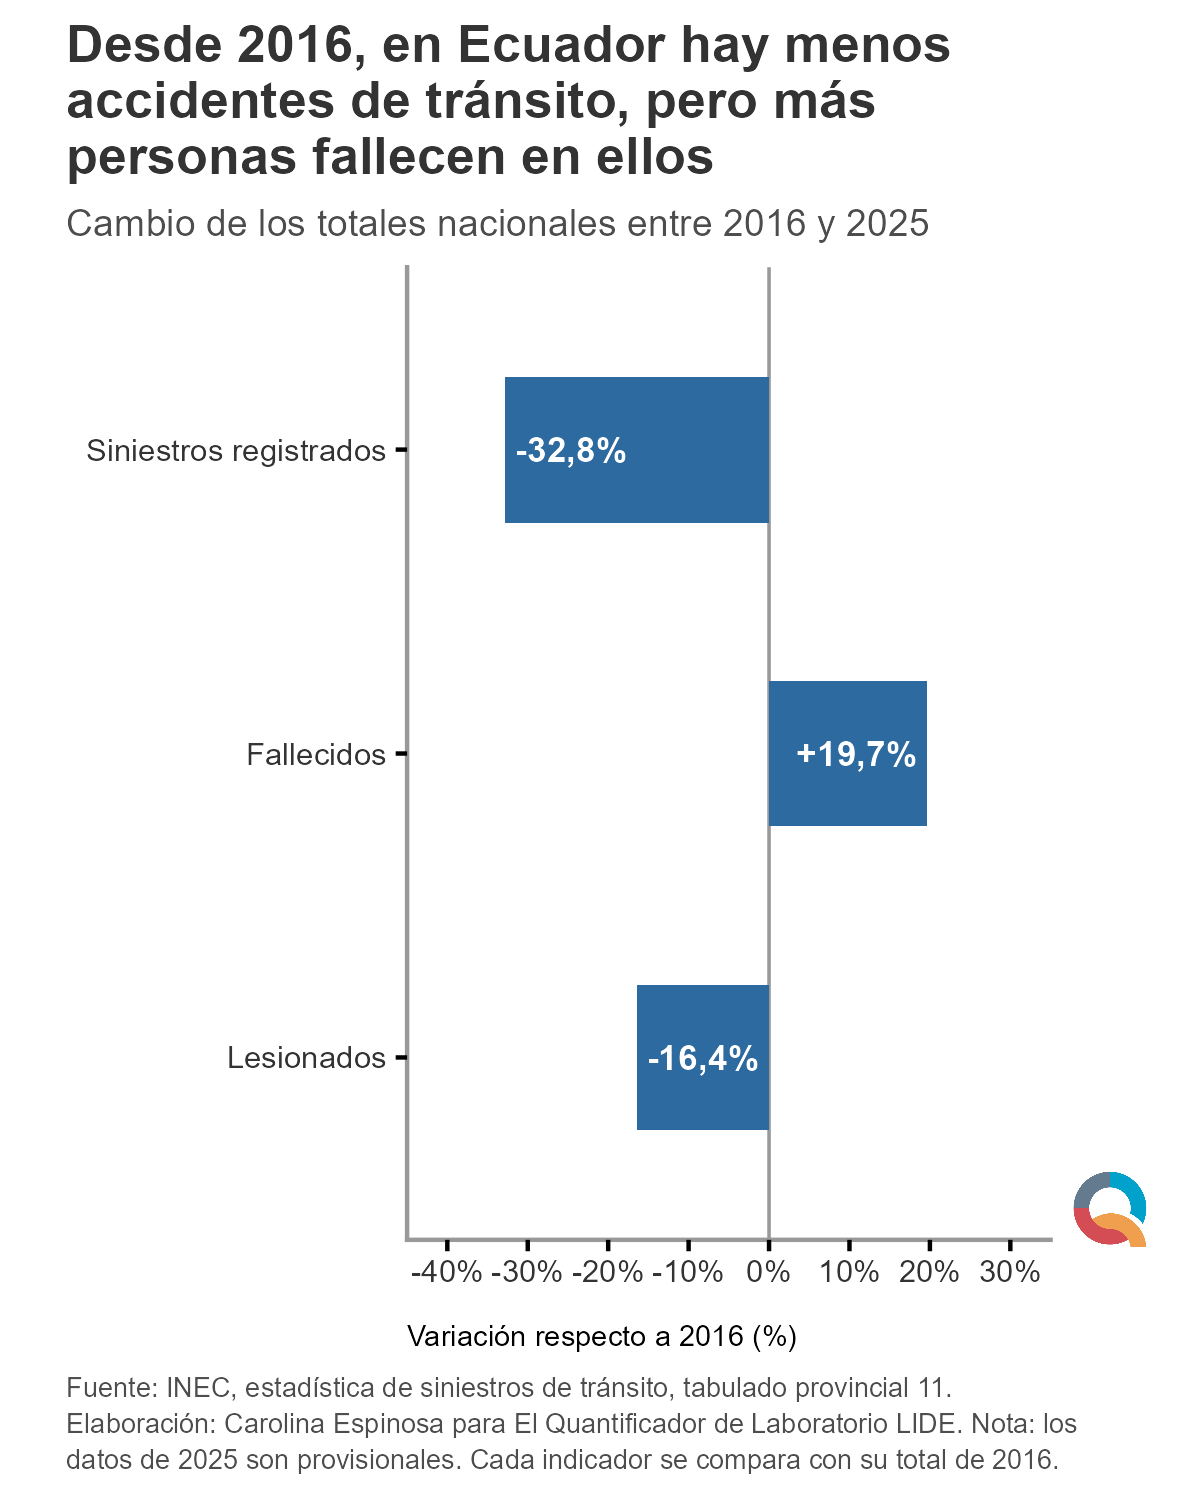 Desde 2016, en Ecuador hay menos
accidentes de tránsito, pero más
personas fallecen en ellos
Cambio de los totales nacionales entre 2016 y 2025
Siniestros registrados
-32,8%
Fallecidos
+19,7%
Lesionados
-16,4%
-40% -30% -20% -10% 0% 10% 20% 30%
Variación respecto a 2016 (%)
Fuente: INEC, estadística de siniestros de tránsito, tabulado provincial 11.
Elaboración: Carolina Espinosa para El Quantificador de Laboratorio LIDE. Nota: los
datos de 2025 son provisionales. Cada indicador se compara con su total de 2016.